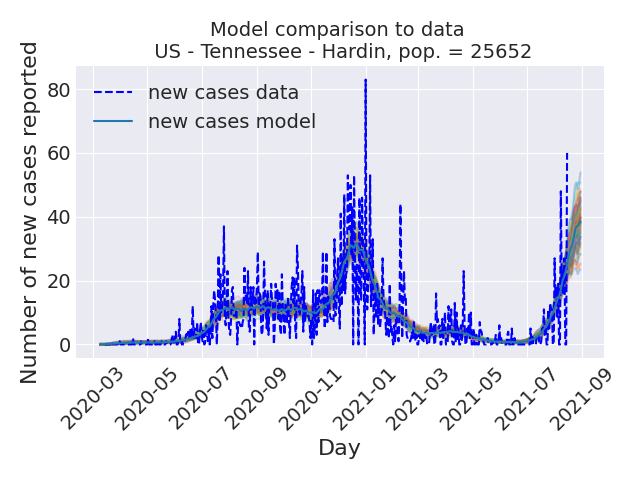 Model comparison to data
US - Tennessee - Hardin, pop. = 25652
Number of new cases reported
80
60
40
20
0
new cases data
new cases model
2020-03
2020-05
2020-07
2020-09
2020-11
2021-01
2021-03
2021-05
2021-07
2021-09
Day